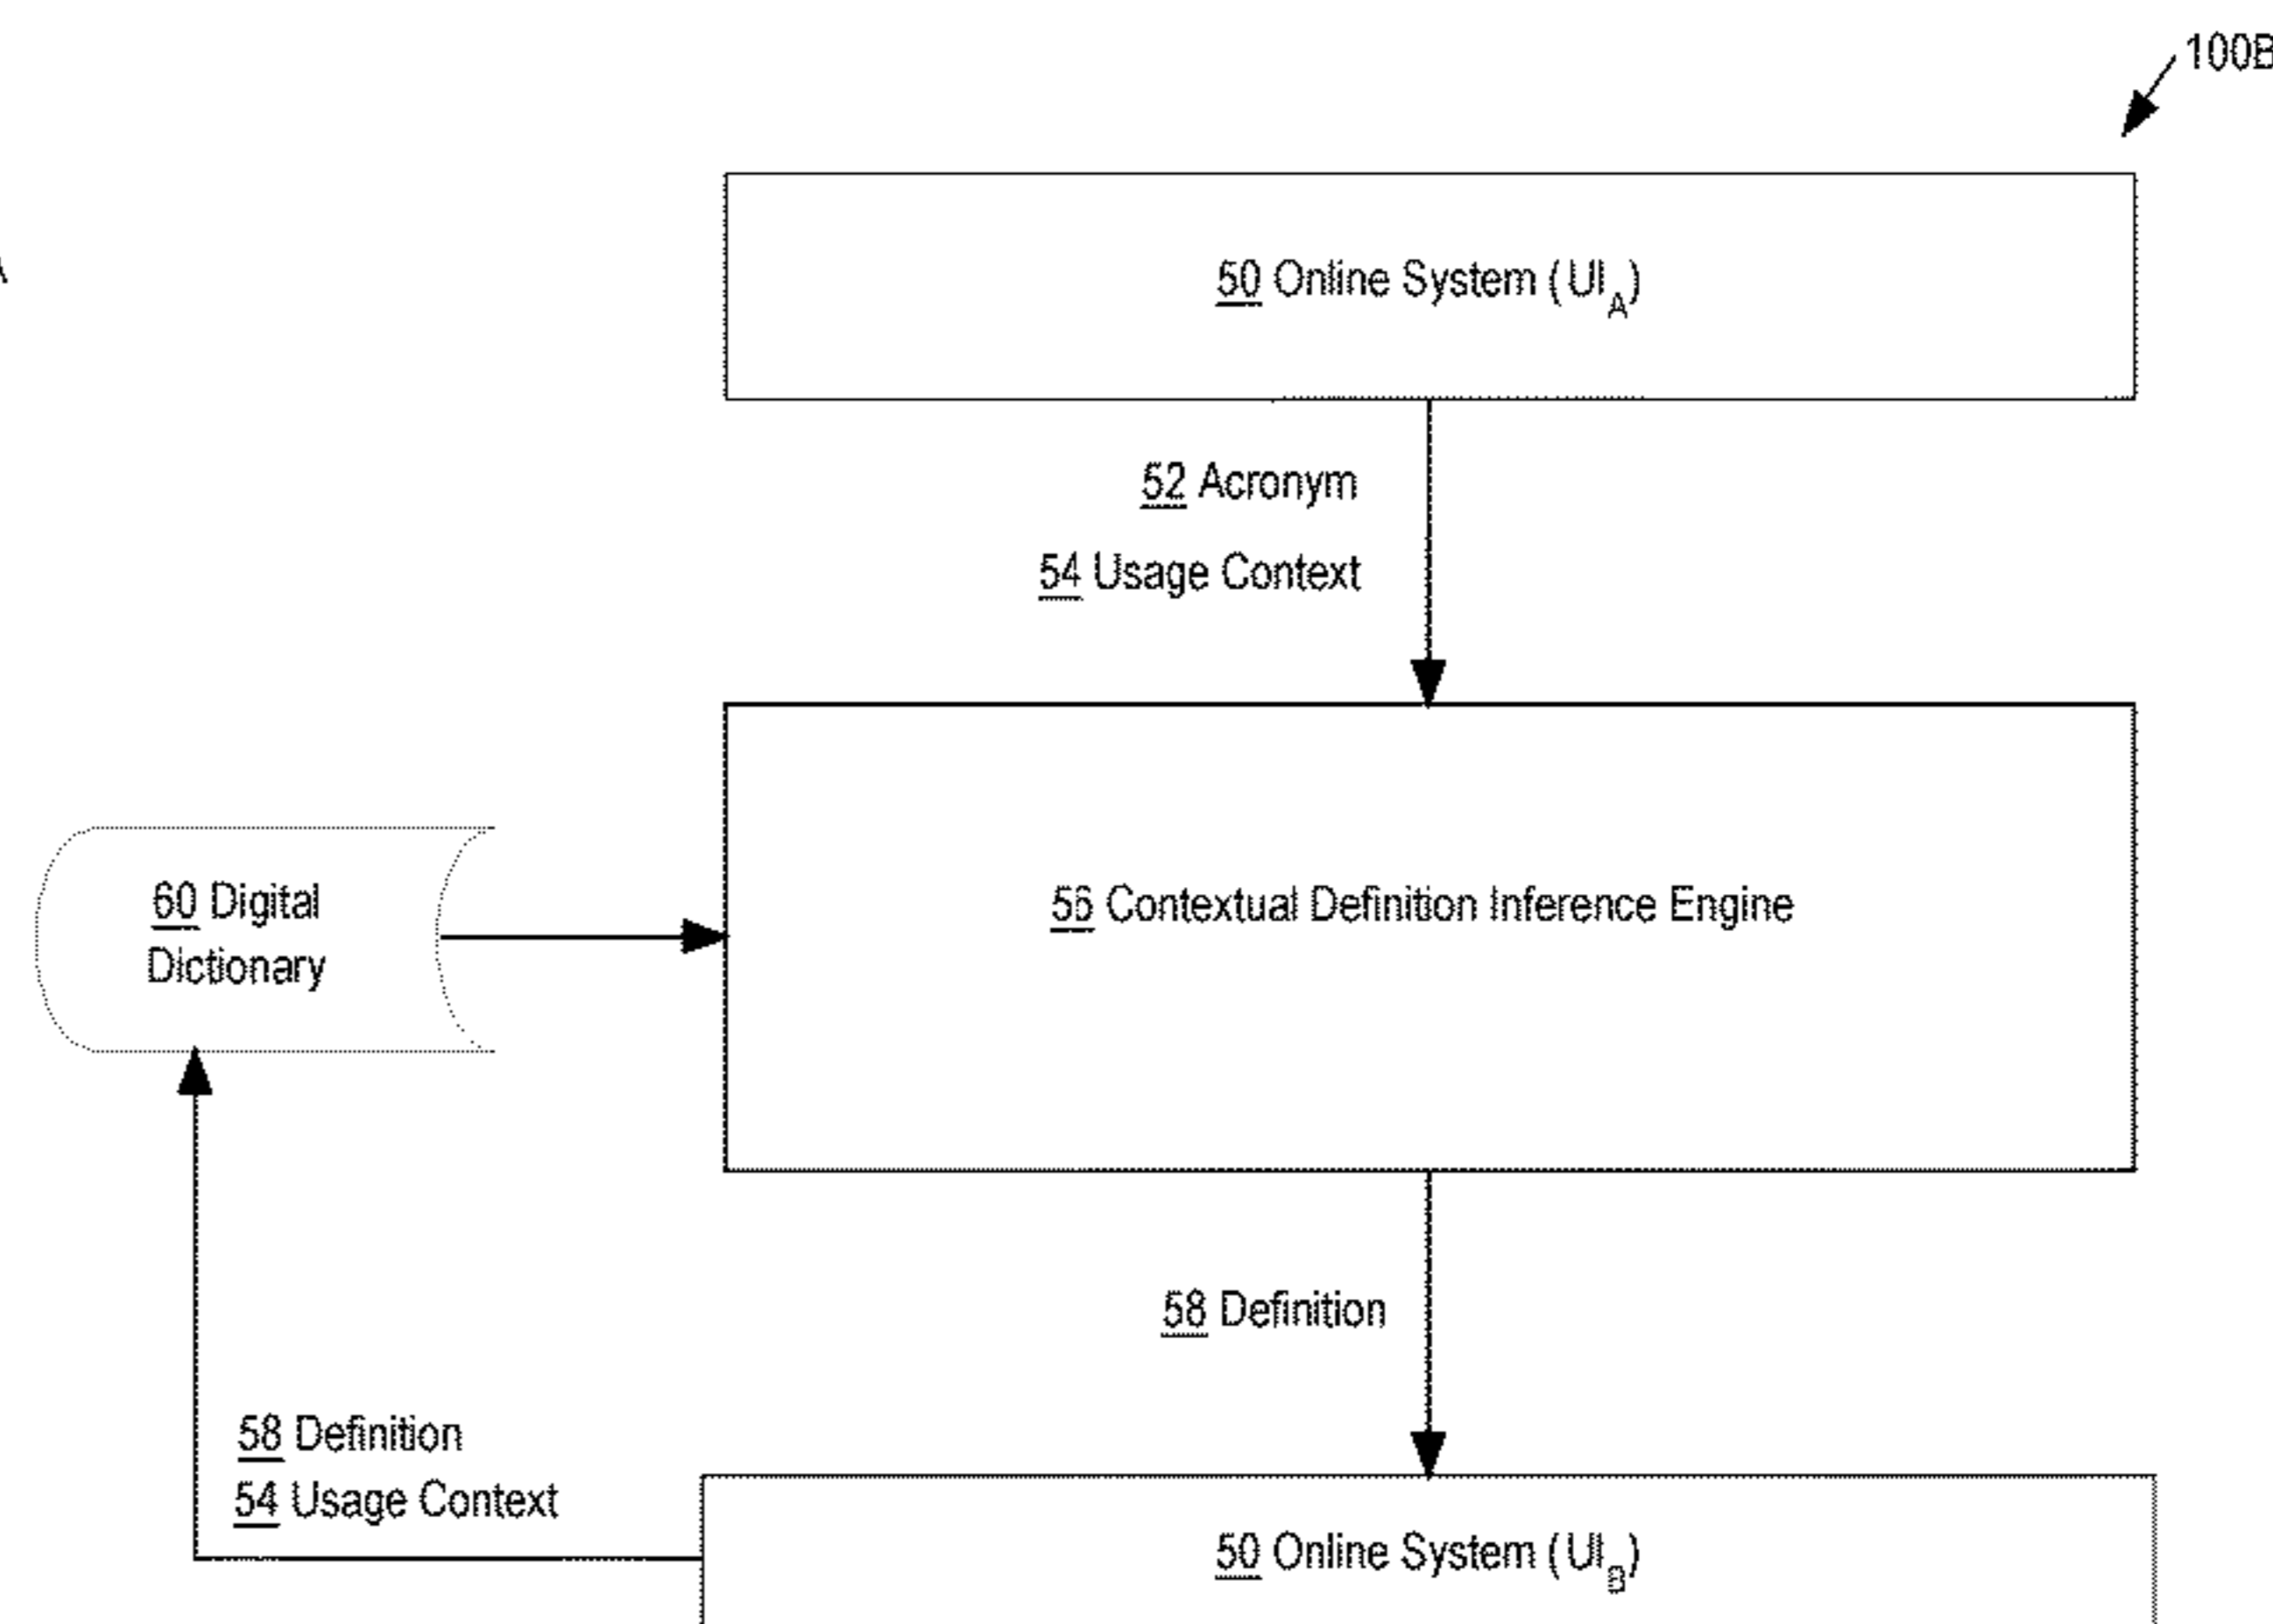 100B
50 Online System (UIA)
52 Acronym
54 Usage Context
60 Digital
Dictionary
56 Contextual Definition Inference Engine
58 Definition
58 Definition
54 Usage Context
50 Online System (UIB)